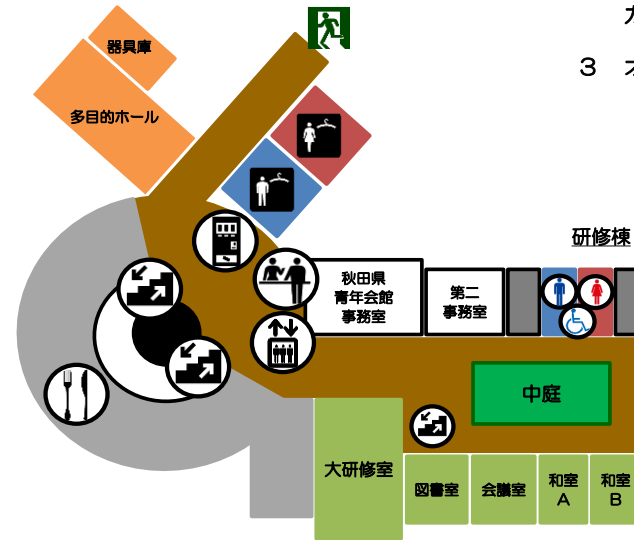 ３
器具庫
多目的ホール
研修棟
秋田県
青年会館
事務室
第二
事務室
中庭
大研修室
図書室
会議室
和室
A
和室
B